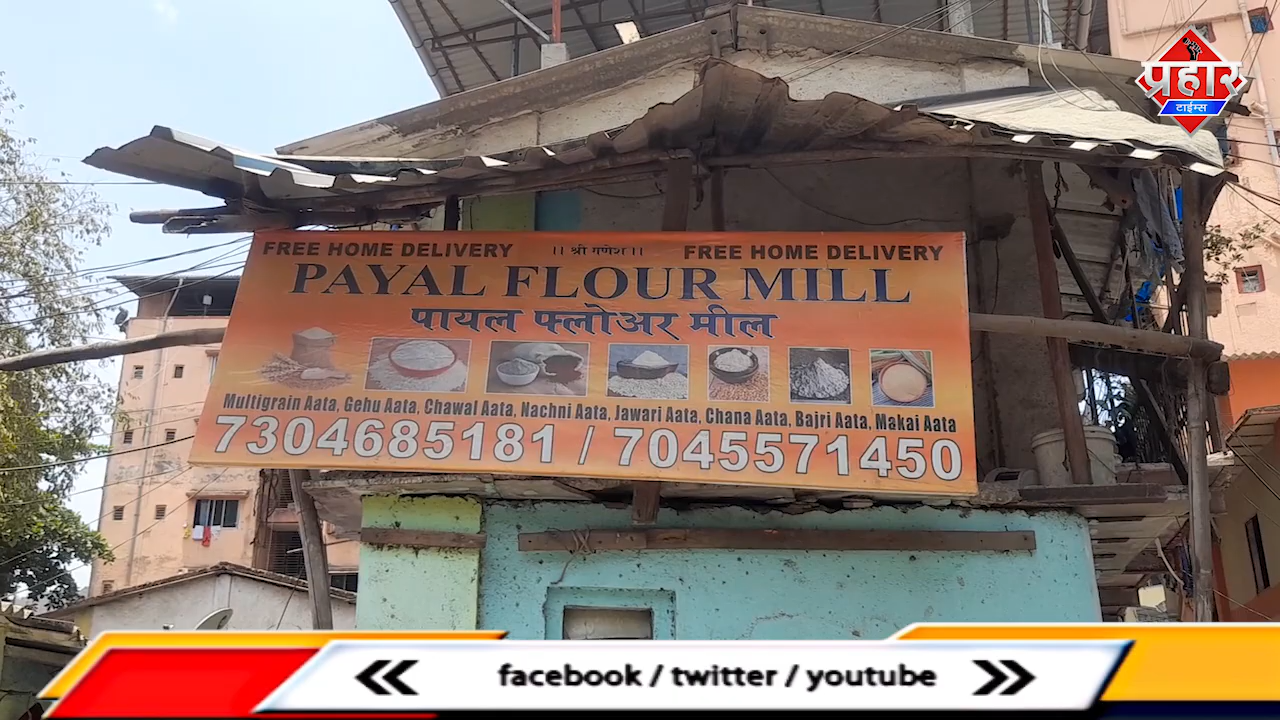 प्रहार
टाईम्स
FREE HOME DELIVERY
।। श्री गणेश ।।
FREE HOME DELIVERY
PAYAL FLOUR MILL
पायल फ्लोअर मील
Multigrain Aata, Gehu Aata, Chawal Aata, Nachni Aata, Jawari Aata, Chana Aata, Bajri Aata, Makai Aata
7304685181 / 7045571450
facebook / twitter / youtube